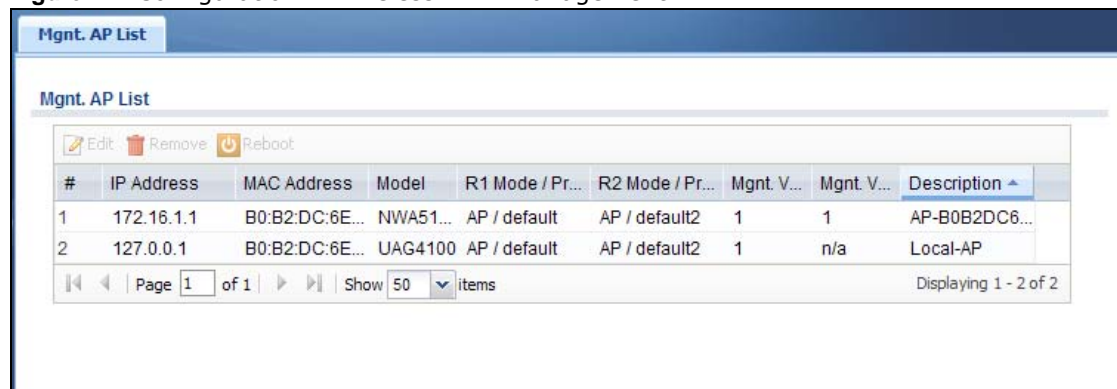 Mgnt. AP List
Mgnt. AP List
Edit Remove Reboot
# IP Address MAC Address Model R1 Mode / Pr... R2 Mode / Pr... Mgnt. V... Mgnt. V... Description
1 172.16.1.1 B0:B2:DC:6E... NWA51... AP / default AP / default2 1 1 AP-B0B2DC6...
2 127.0.0.1 B0:B2:DC:6E... UAG4100 AP / default AP / default2 1 n/a Local-AP
Page 1 of 1 Show 50 items Displaying 1 - 2 of 2